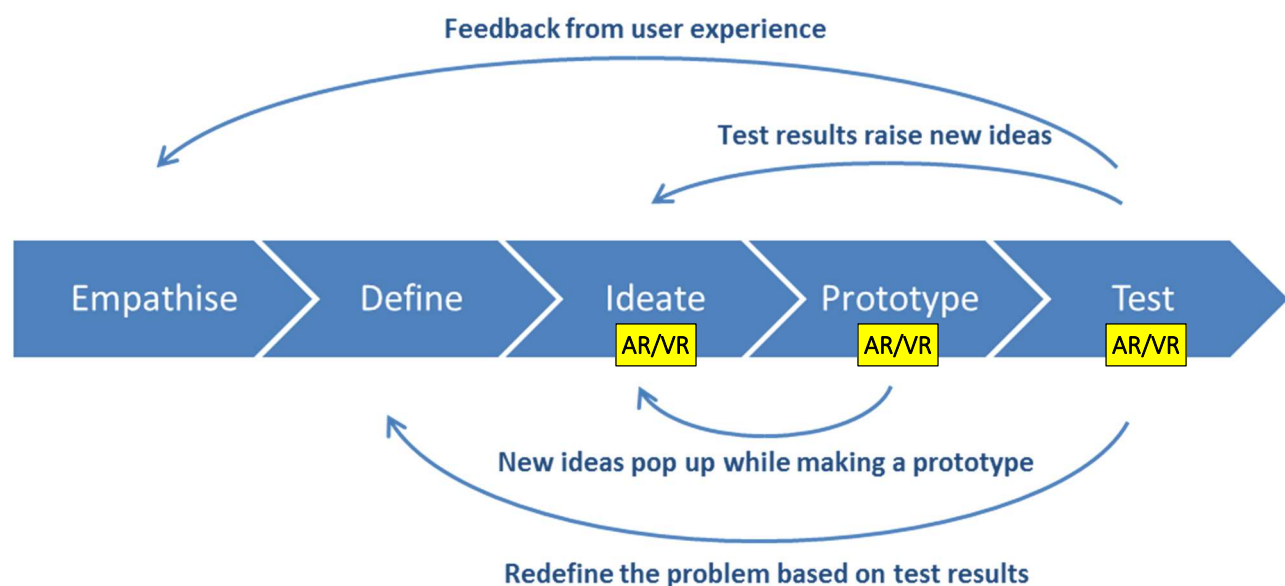 Feedback from user experience
Test results raise new ideas
Empathise
Define
Ideate
Prototype
Test
AR/VR
AR/VR
AR/VR
New ideas pop up while making a prototype
Redefine the problem based on test results